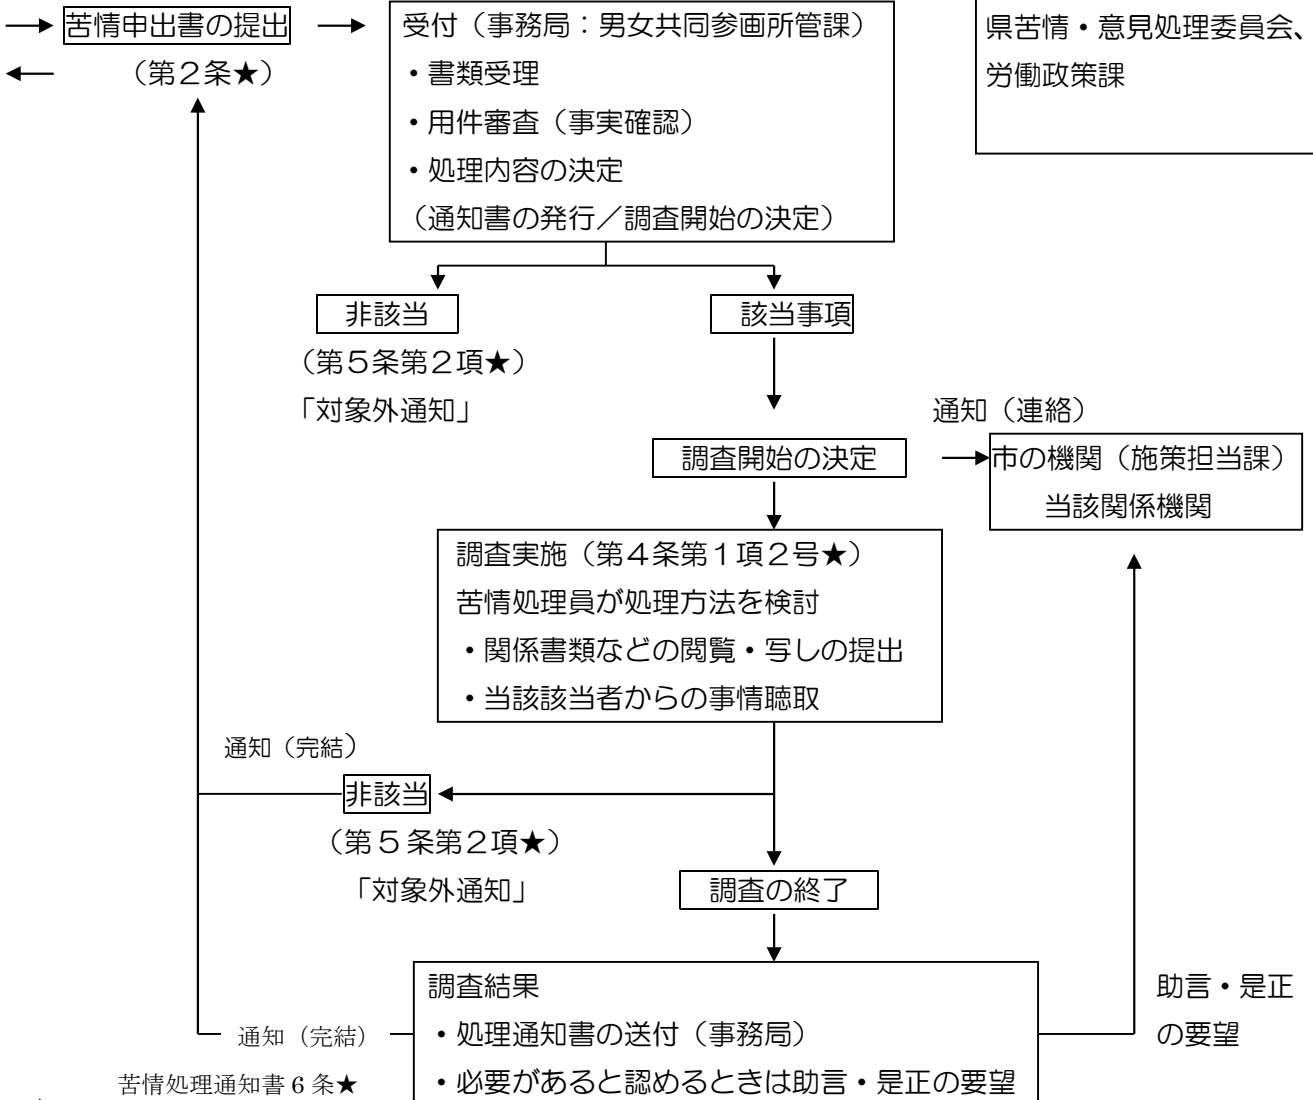 苦情申出書の提出
（第２条★）
受付（事務局：男女共同参画所管課）
・書類受理
・用件審査（事実確認）
・処理内容の決定
（通知書の発行／調査開始の決定）
県苦情・意見処理委員会、
労働政策課
非該当
（第５条第２項★）
「対象外通知」
該当事項
調査開始の決定
通知（連絡）
市の機関（施策担当課）
当該関係機関
調査実施（第４条第１項２号★）
苦情処理員が処理方法を検討
・関係書類などの閲覧・写しの提出
・当該該当者からの事情聴取
通知（完結）
非該当
（第５条第２項★）
「対象外通知」
調査の終了
調査結果
・処理通知書の送付（事務局）
・必要があると認めるときは助言・是正の要望
通知（完結）
苦情処理通知書 6 条★
助言・是正
の要望